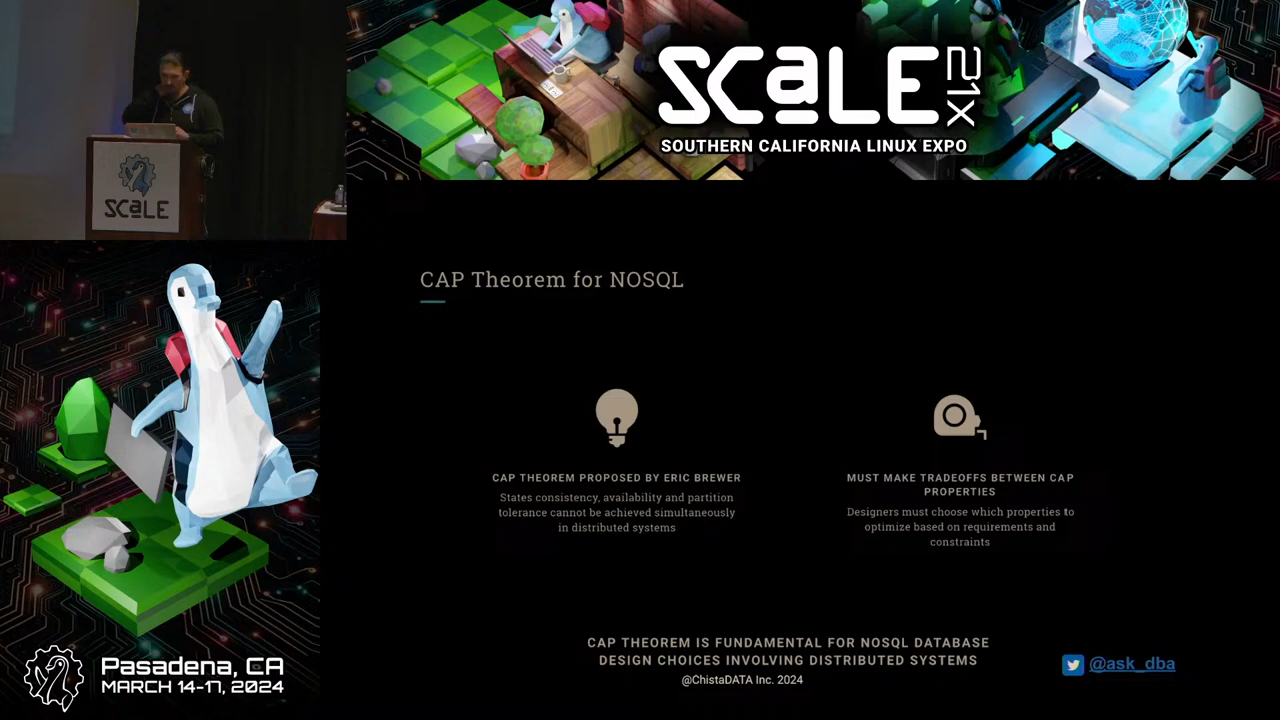 SCaLE
SCaLE
21X
SOUTHERN CALIFORNIA LINUX EXPO
CAP Theorem for NOSQL
CAP THEOREM PROPOSED BY ERIC BREWER
States consistency, availability and partition
tolerance cannot be achieved simultaneously
in distributed systems
MUST MAKE TRADEOFFS BETWEEN CAP
PROPERTIES
Designers must choose which properties to
optimize based on requirements and
constraints
CAP THEOREM IS FUNDAMENTAL FOR NOSQL DATABASE
DESIGN CHOICES INVOLVING DISTRIBUTED SYSTEMS
@ChistaDATA Inc. 2024
@ask_dba
Pasadena, CA
MARCH 14-17, 2024